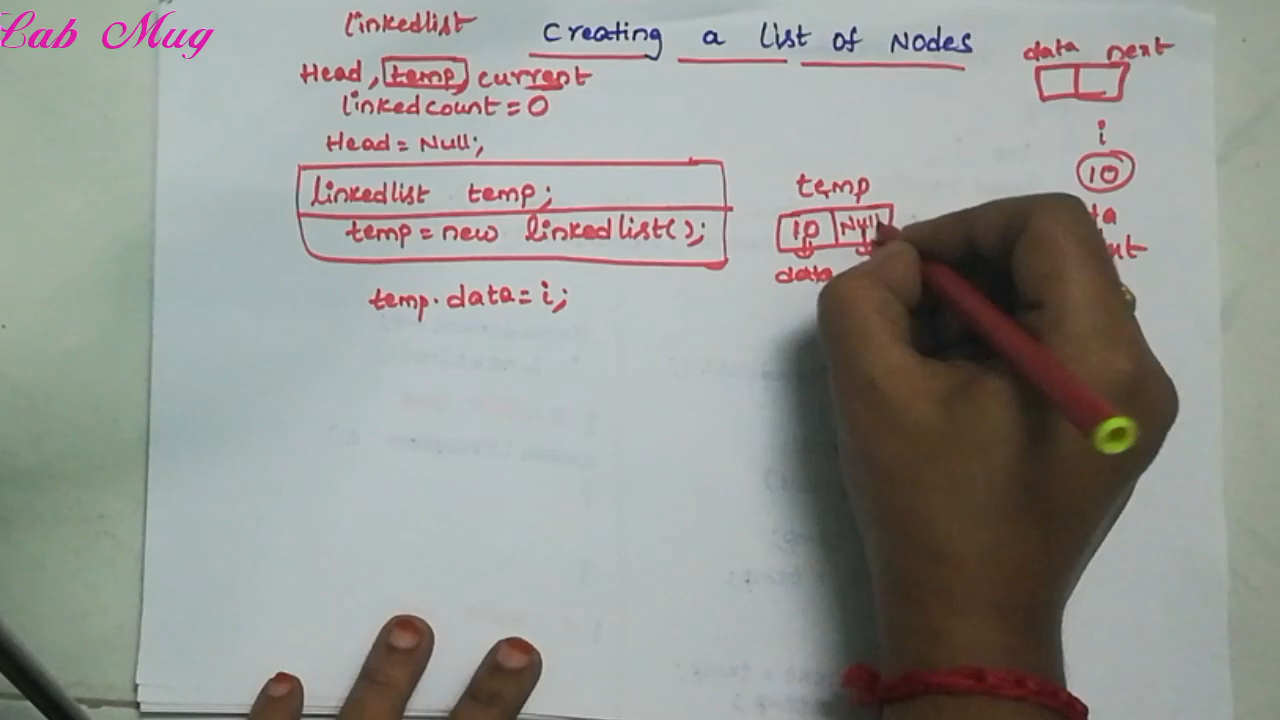 Lab Mug
linkedlist
Creating a List of Nodes
data next
Head, temp, current
linkedcount = 0
Head = Null;
i
10
linkedlist temp;
temp = new linkedlist();
temp
10 Null
data
temp.data = i;